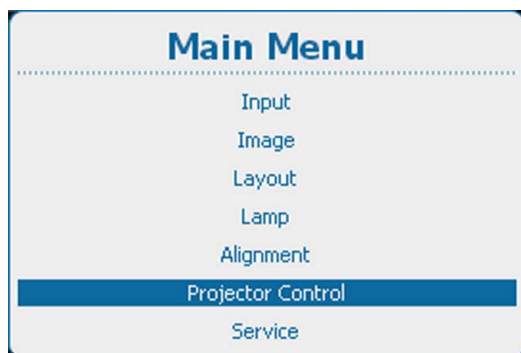 Main Menu
Input
Image
Layout
Lamp
Alignment
Projector Control
Service